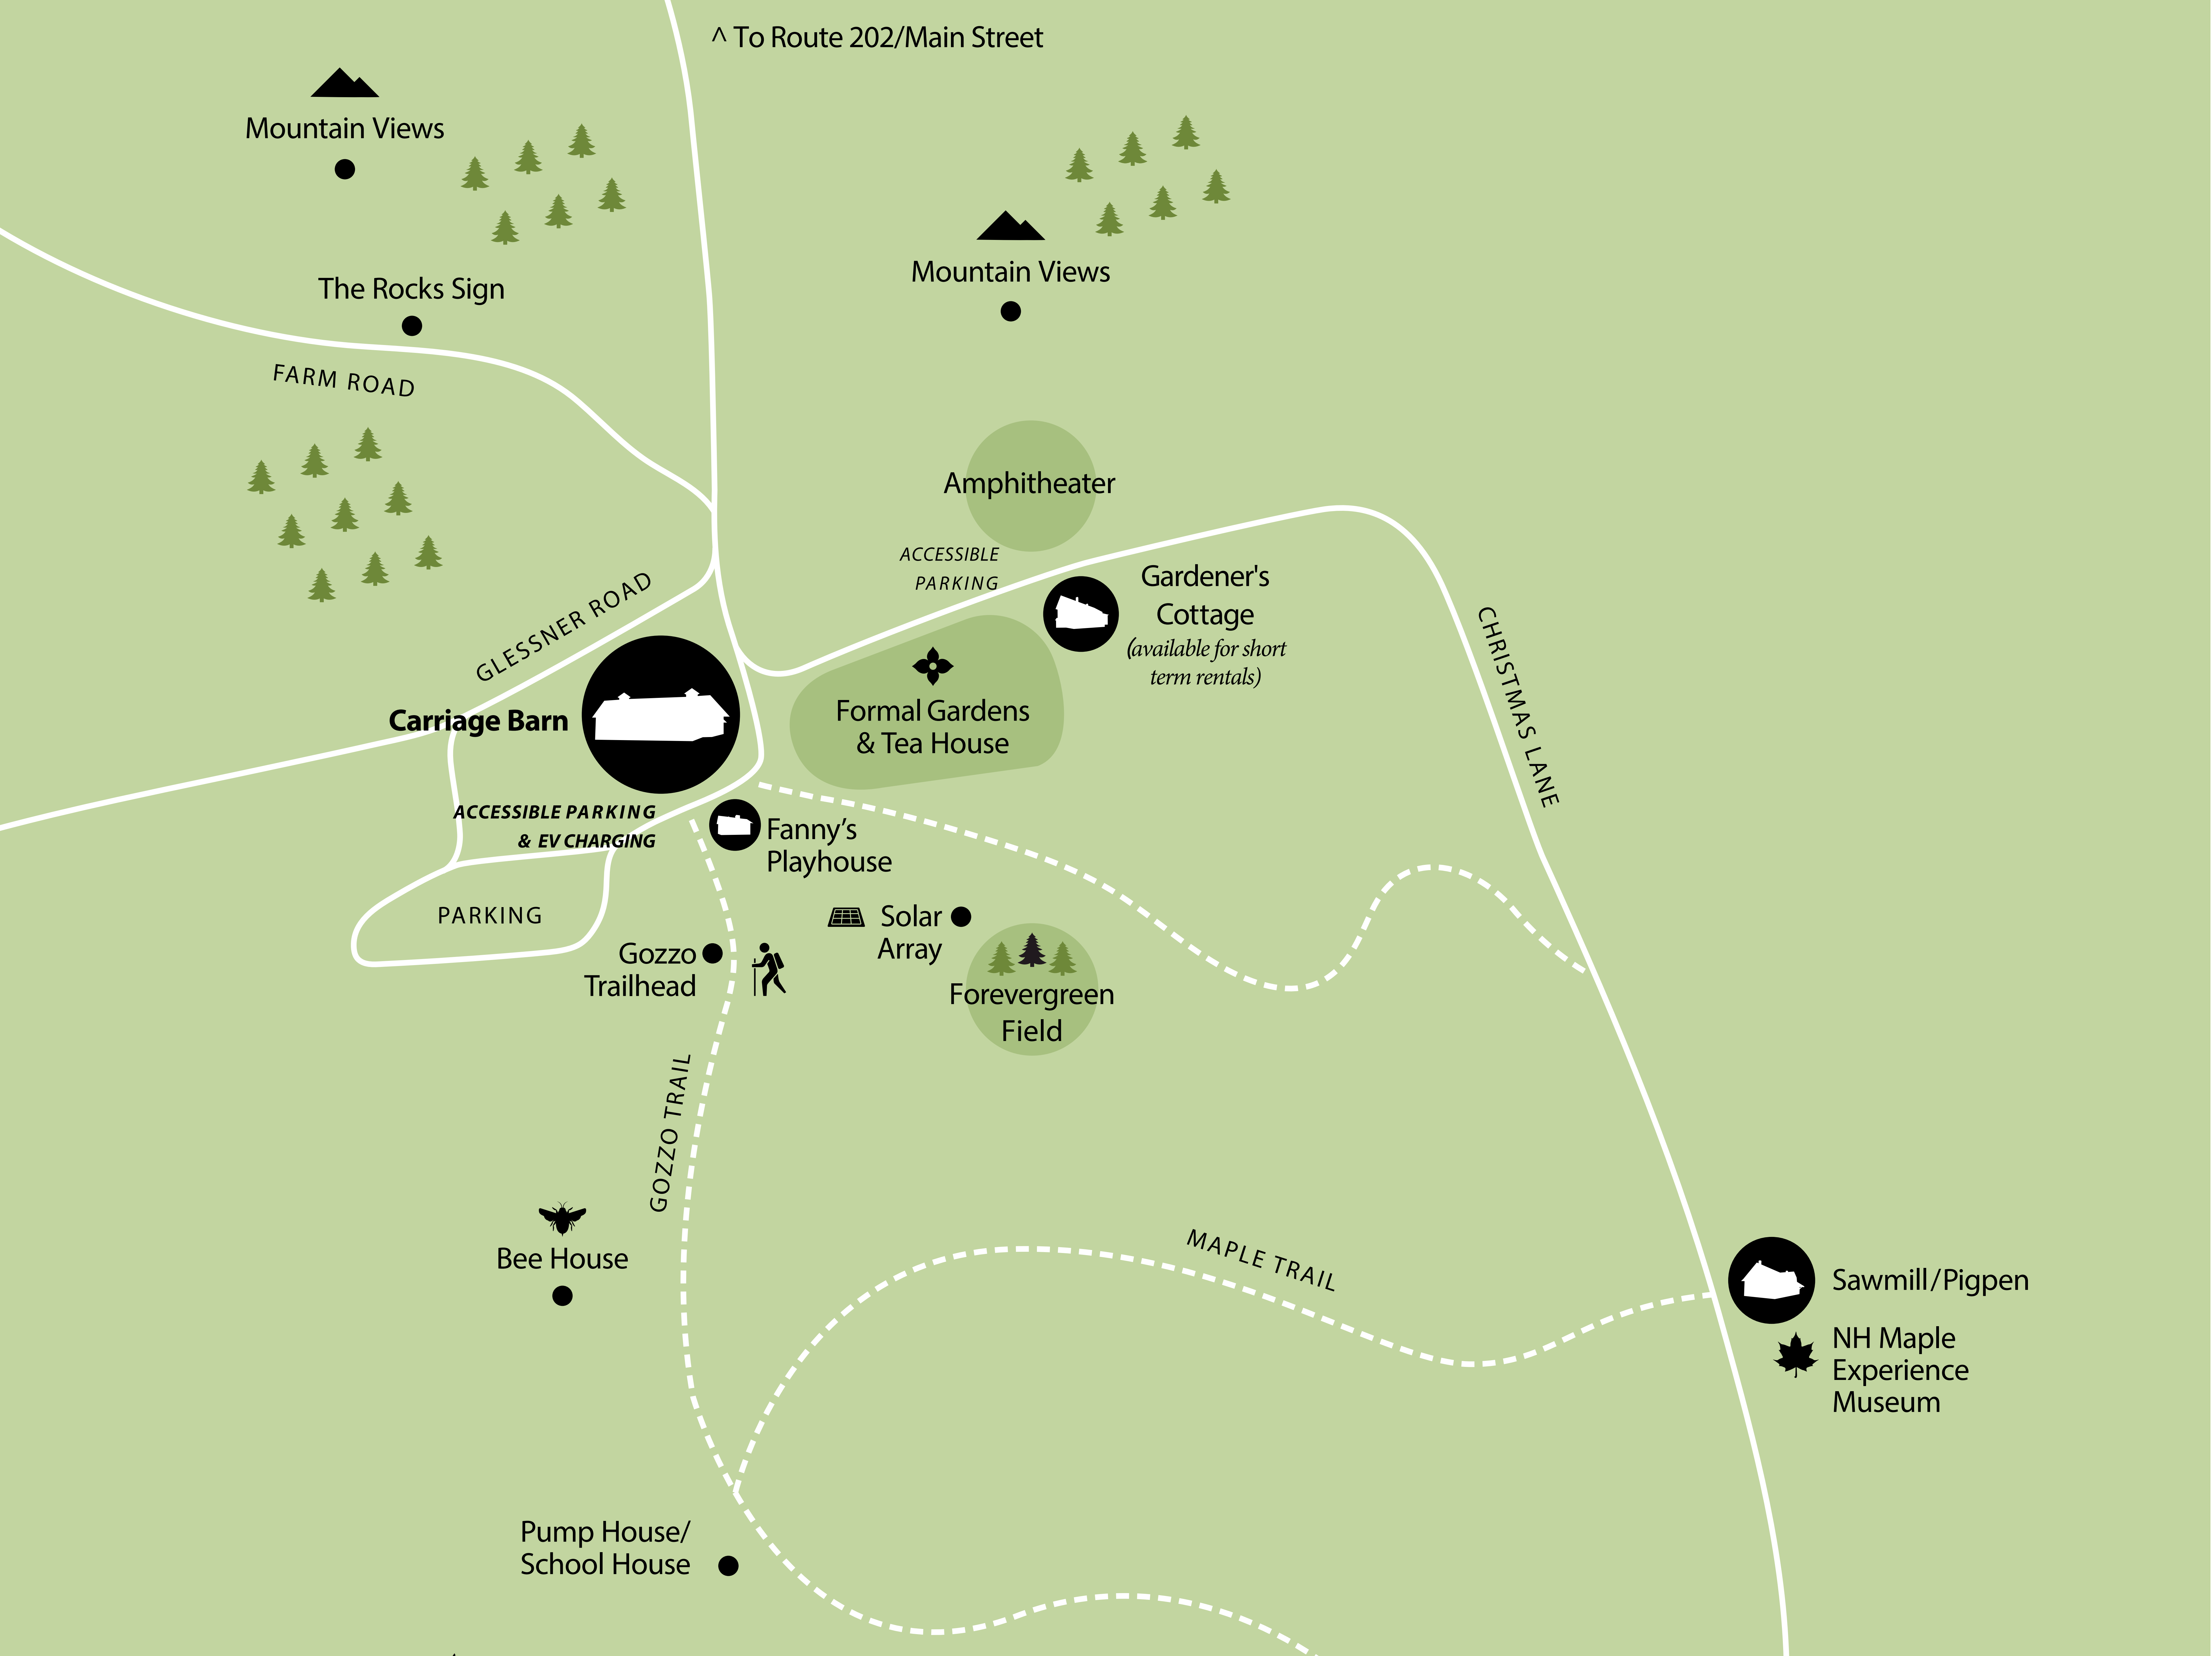 ^ To Route 202/Main Street
Mountain Views
Mountain Views
The Rocks Sign
FARM ROAD
Amphitheater
ACCESSIBLE
PARKING
Gardener's
Cottage
(available for short
term rentals)
GLESSNER ROAD
CHRISTMAS LANE
Carriage Barn
Formal Gardens
& Tea House
ACCESSIBLE PARKING
& EV CHARGING
Fanny’s
Playhouse
PARKING
Solar
Array
Gozzo
Trailhead
Forevergreen
Field
GOZZO TRAIL
Bee House
MAPLE TRAIL
Sawmill/Pigpen
NH Maple
Experience
Museum
Pump House/
School House